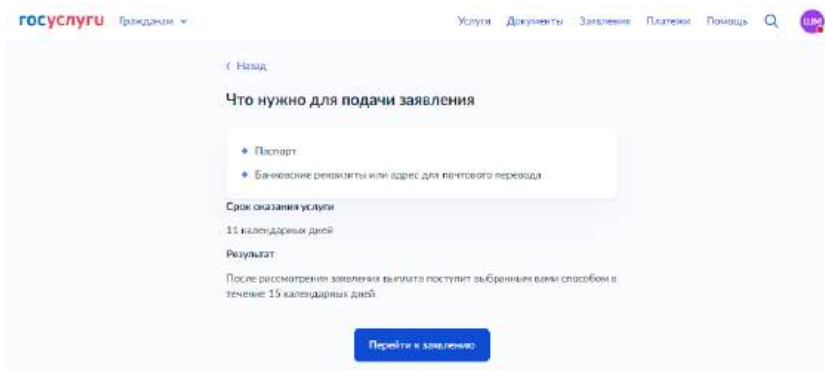 госуслуги Гражданам Услуги Документы Заявления Платежи Помощь ШМ
Назад
Что нужно для подачи заявления
Паспорт
Банковские реквизиты или адрес для почтового перевода
Срок оказания услуги
11 календарных дней
Результат
После рассмотрения заявления выплата поступит выбранным вами способом в
течение 15 календарных дней
Перейти к заявлению